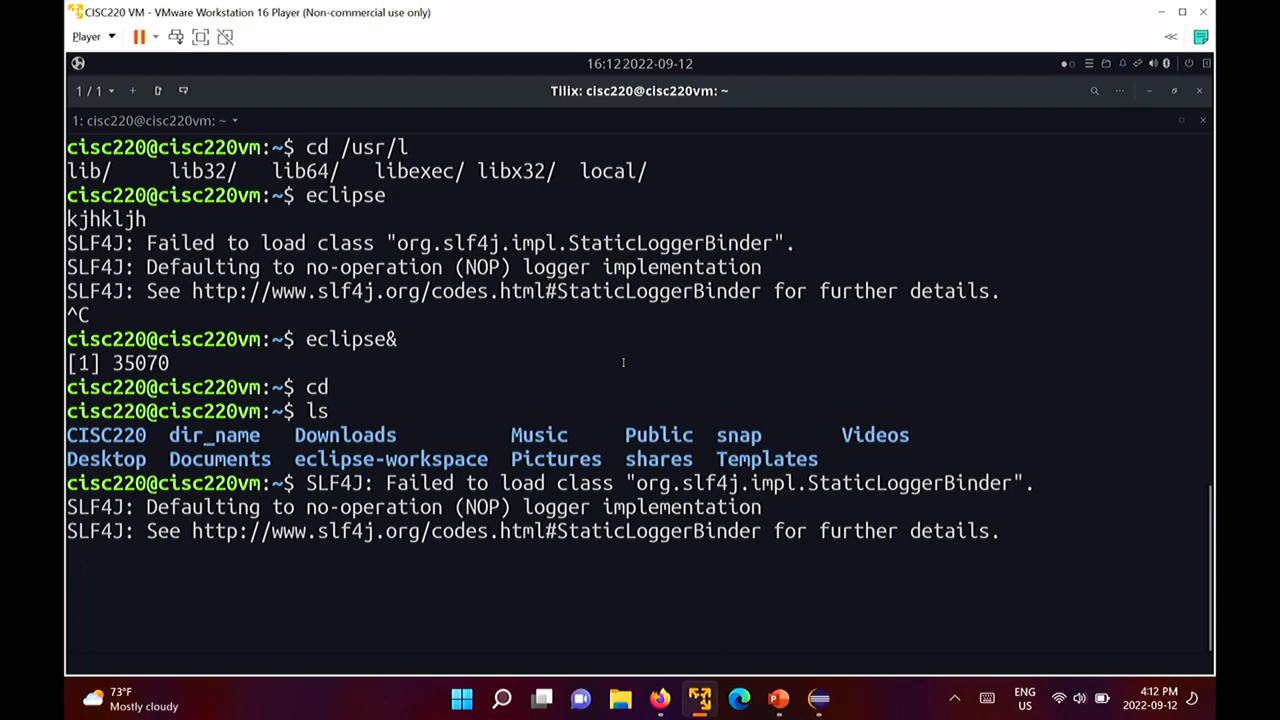 CISC220 VM - VMware Workstation 16 Player (Non-commercial use only)
Player
16:12 2022-09-12
1 / 1
Tilix: cisc220@cisc220vm: ~
1: cisc220@cisc220vm: ~
cisc220@cisc220vm:~$ cd /usr/l
lib/ lib32/ lib64/ libexec/ libx32/ local/
cisc220@cisc220vm:~$ eclipse
kjhkljh
SLF4J: Failed to load class "org.slf4j.impl.StaticLoggerBinder".
SLF4J: Defaulting to no-operation (NOP) logger implementation
SLF4J: See http://www.slf4j.org/codes.html#StaticLoggerBinder for further details.
^C
cisc220@cisc220vm:~$ eclipse&
[1] 35070
cisc220@cisc220vm:~$ cd
cisc220@cisc220vm:~$ ls
CISC220 dir_name Downloads Music Public snap Videos
Desktop Documents eclipse-workspace Pictures shares Templates
cisc220@cisc220vm:~$ SLF4J: Failed to load class "org.slf4j.impl.StaticLoggerBinder".
SLF4J: Defaulting to no-operation (NOP) logger implementation
SLF4J: See http://www.slf4j.org/codes.html#StaticLoggerBinder for further details.
73°F
Mostly cloudy
ENG
US
4:12 PM
2022-09-12